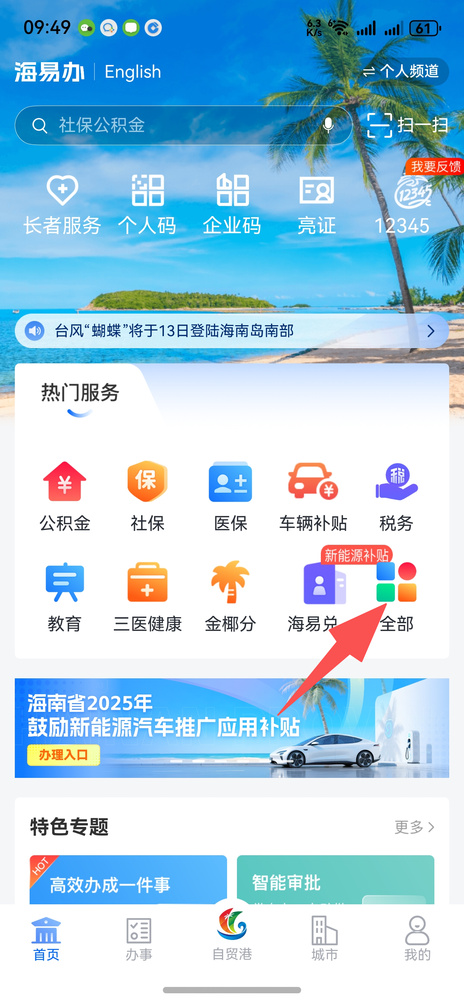 09:49
6.3
K/s
6+
61
海易办
English
个人频道
社保公积金
扫一扫
我要反馈
12345
长者服务
个人码
企业码
亮证
12345
台风“蝴蝶”将于13日登陆海南岛南部
热门服务
保
税
公积金
社保
医保
车辆补贴
税务
新能源补贴
教育
三医健康
金椰分
海易兑
全部
海南省2025年
鼓励新能源汽车推广应用补贴
办理入口
特色专题
更多
HOT
高效办成一件事
智能审批
首页
办事
自贸港
城市
我的